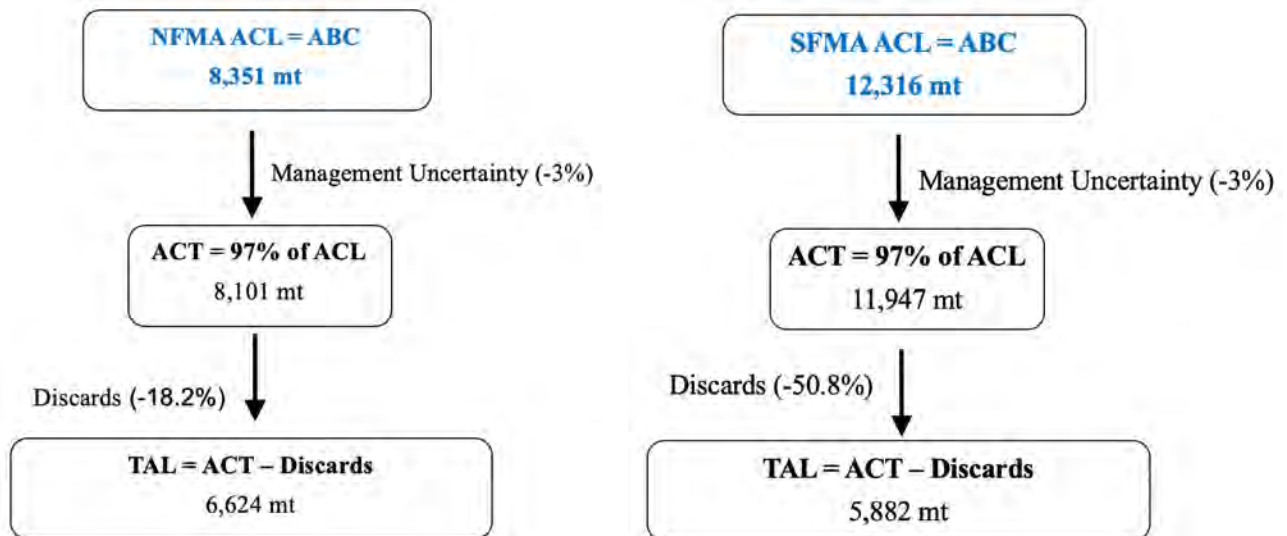 NFMA ACL = ABC
8,351 mt
Management Uncertainty (-3%)
ACT = 97% of ACL
8,101 mt
Discards (-18.2%)
TAL = ACT – Discards
6,624 mt
SFMA ACL = ABC
12,316 mt
Management Uncertainty (-3%)
ACT = 97% of ACL
11,947 mt
Discards (-50.8%)
TAL = ACT – Discards
5,882 mt